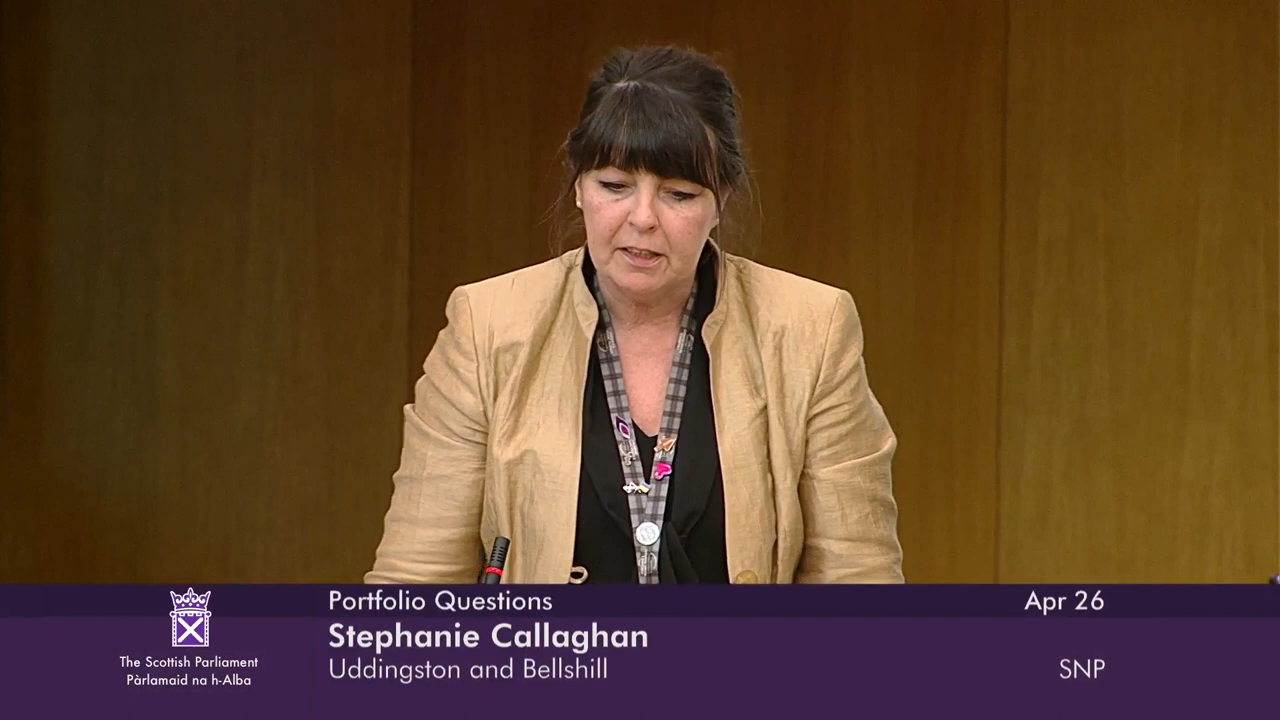 Portfolio Questions
Apr 26
Stephanie Callaghan
Uddingston and Bellshill
SNP
The Scottish Parliament
Pàrlamaid na h-Alba